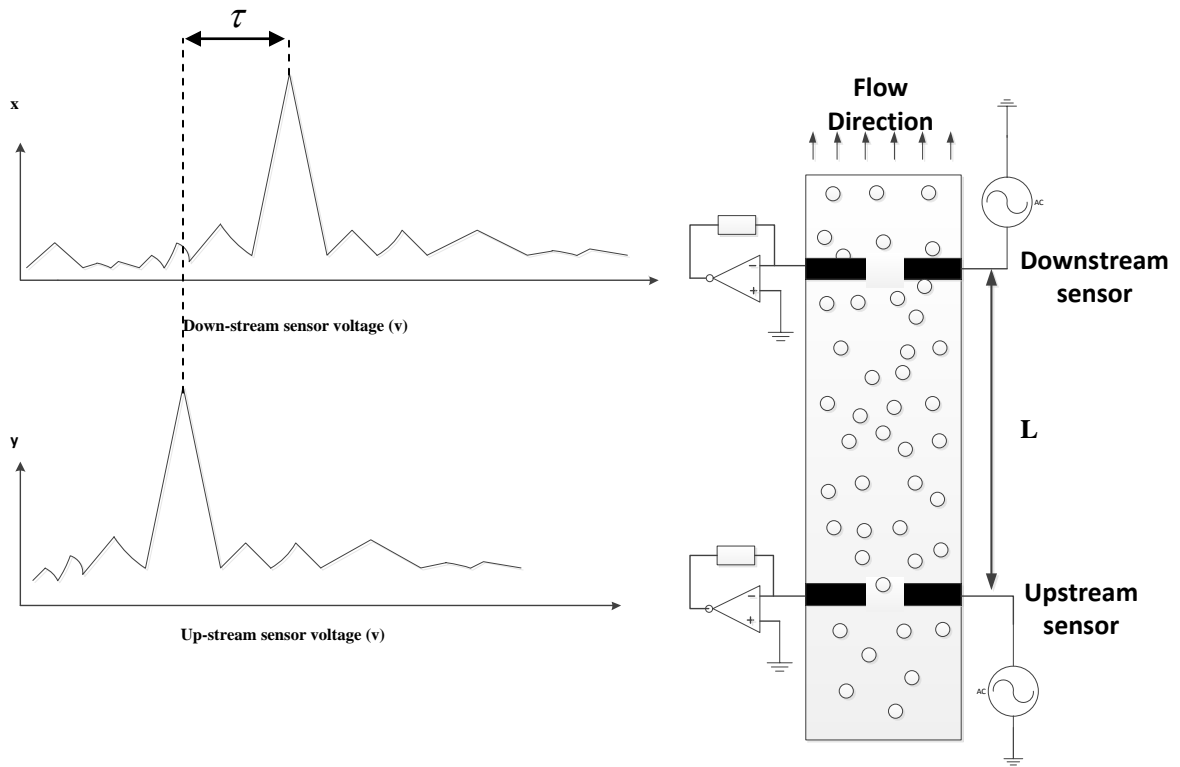 τ
x
Down-stream sensor voltage (v)
y
Up-stream sensor voltage (v)
Flow
Direction
AC
Downstream
sensor
L
Upstream
sensor
AC
−
+
−
+